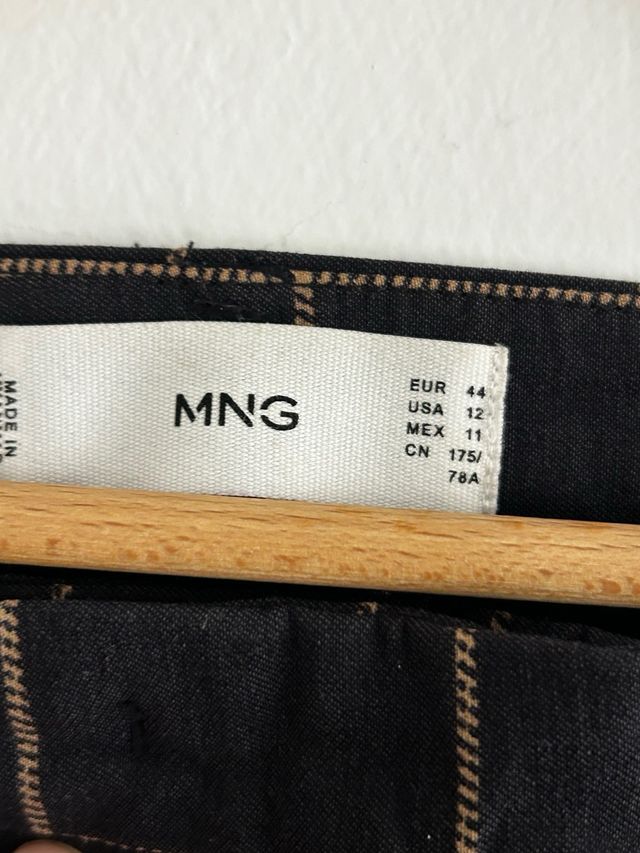 MADE IN
MNG
EUR 44
USA 12
MEX 11
CN 175/
78A